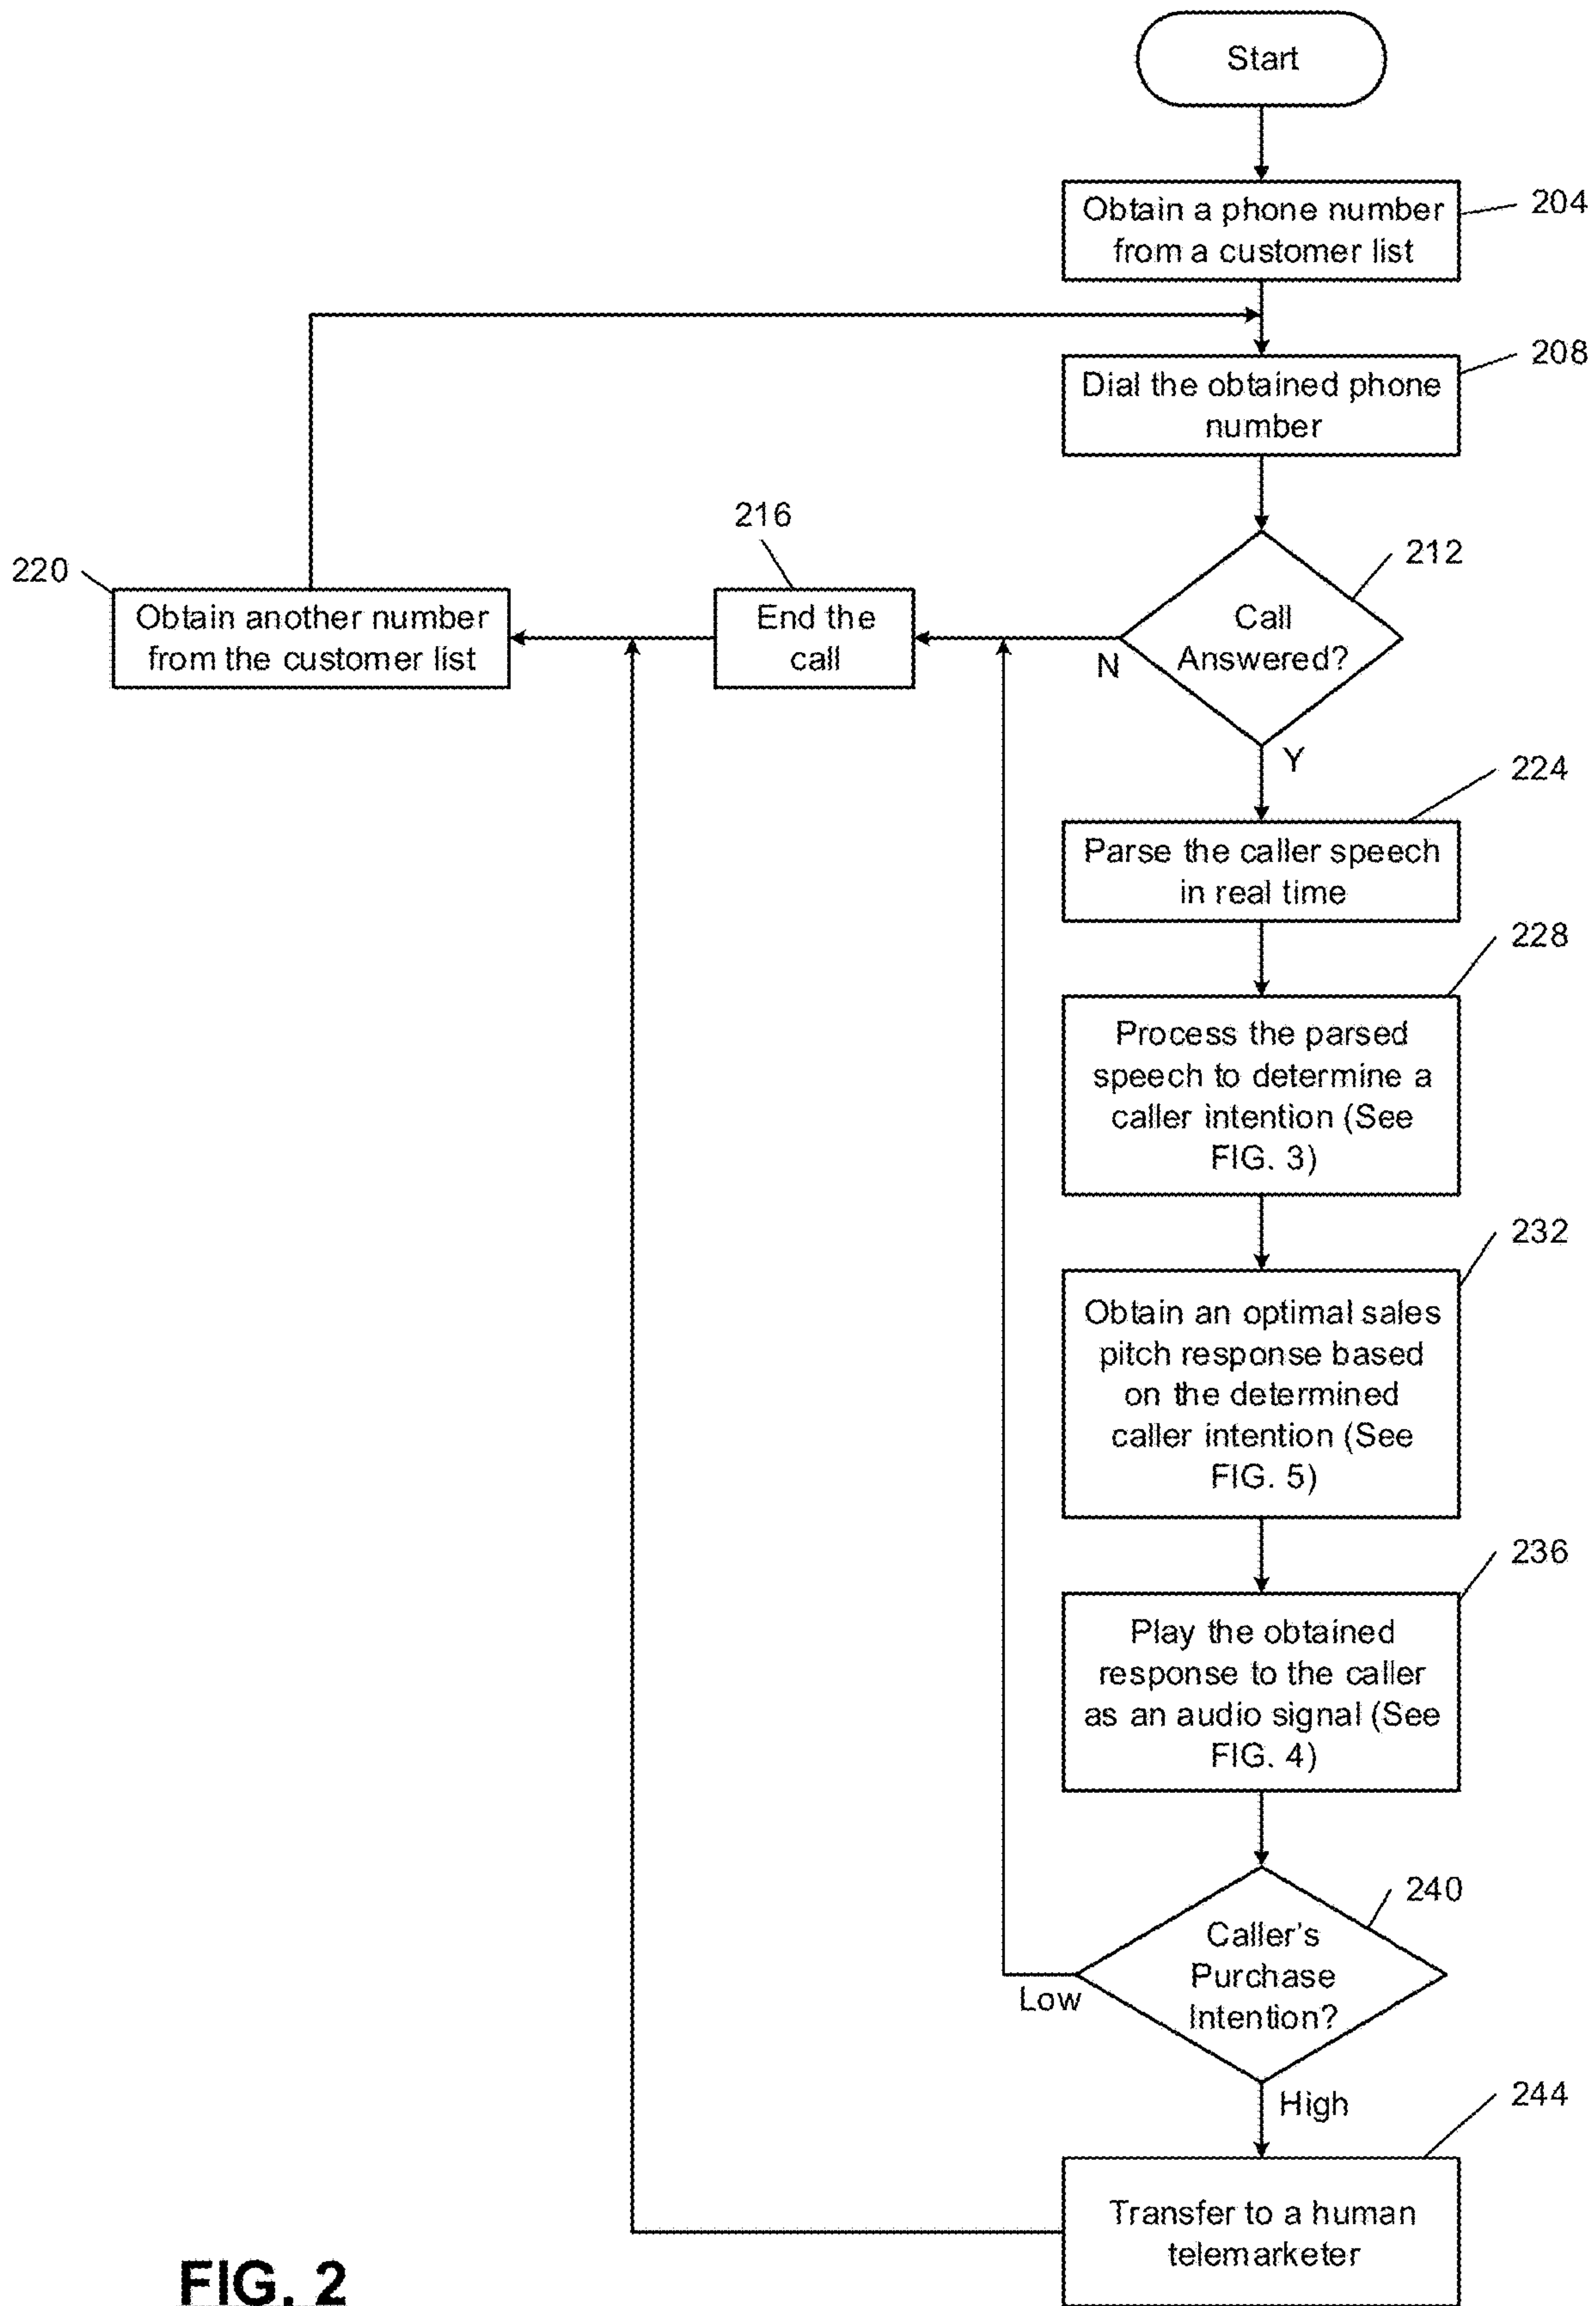 Start
Obtain a phone number
from a customer list
204
Dial the obtained phone
number
208
Call
Answered?
212
N
Y
216
End the
call
220
Obtain another number
from the customer list
224
Parse the caller speech
in real time
228
Process the parsed
speech to determine a
caller intention (See
FIG. 3)
232
Obtain an optimal sales
pitch response based
on the determined
caller intention (See
FIG. 5)
236
Play the obtained
response to the caller
as an audio signal (See
FIG. 4)
240
Caller’s
Purchase
Intention?
Low
High
244
Transfer to a human
telemarketer
FIG. 2